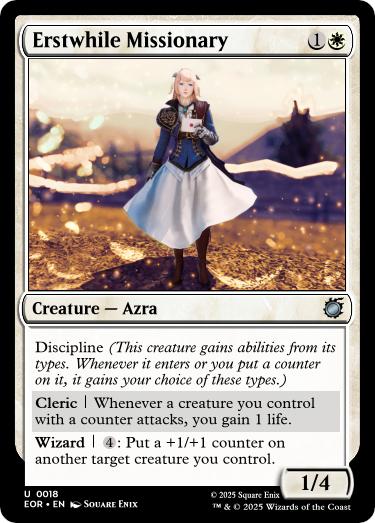 Erstwhile Missionary 1
Creature — Azra
Discipline (This creature gains abilities from its
types. Whenever it enters or you put a counter
on it, it gains your choice of these types.)
Cleric | Whenever a creature you control
with a counter attacks, you gain 1 life.
Wizard | 4: Put a +1/+1 counter on
another target creature you control.
1/4
U 0018
EOR • EN SQUARE ENIX
© 2025 Square Enix
™ & © 2025 Wizards of the Coast